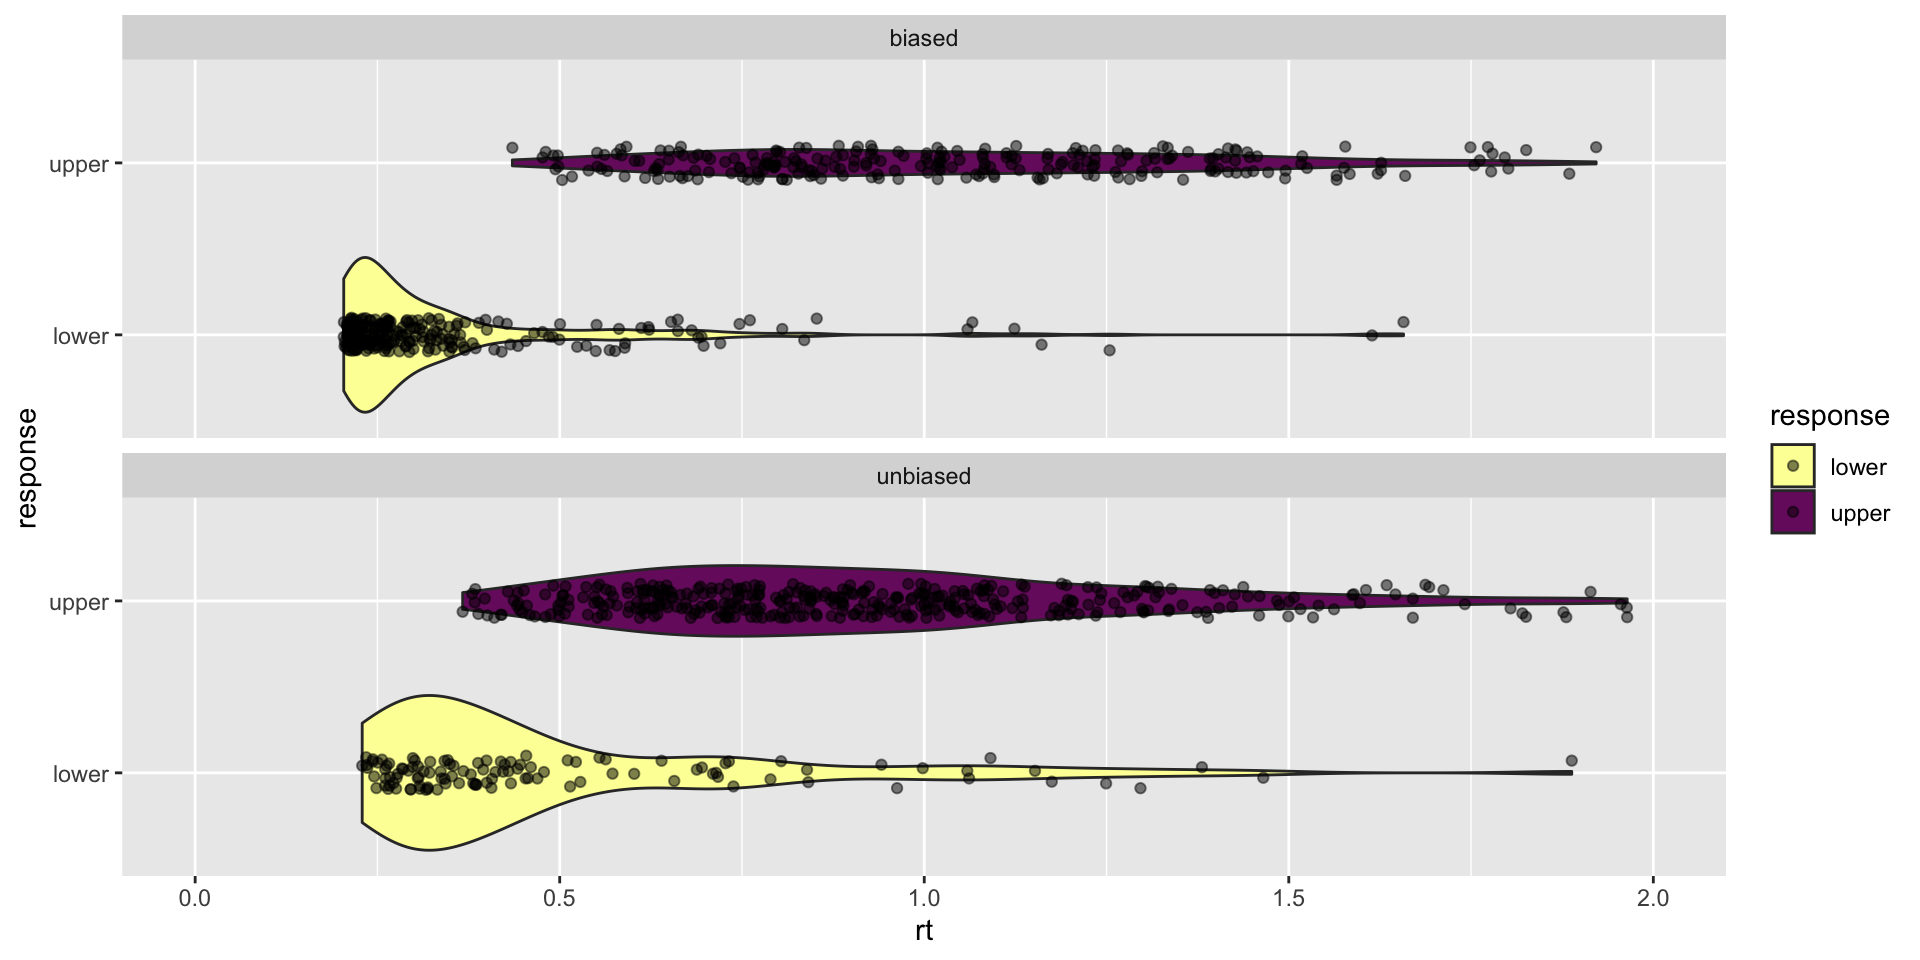 biased
upper
lower
unbiased
upper
lower
response
0.0 0.5 1.0 1.5 2.0
rt
response
lower
upper